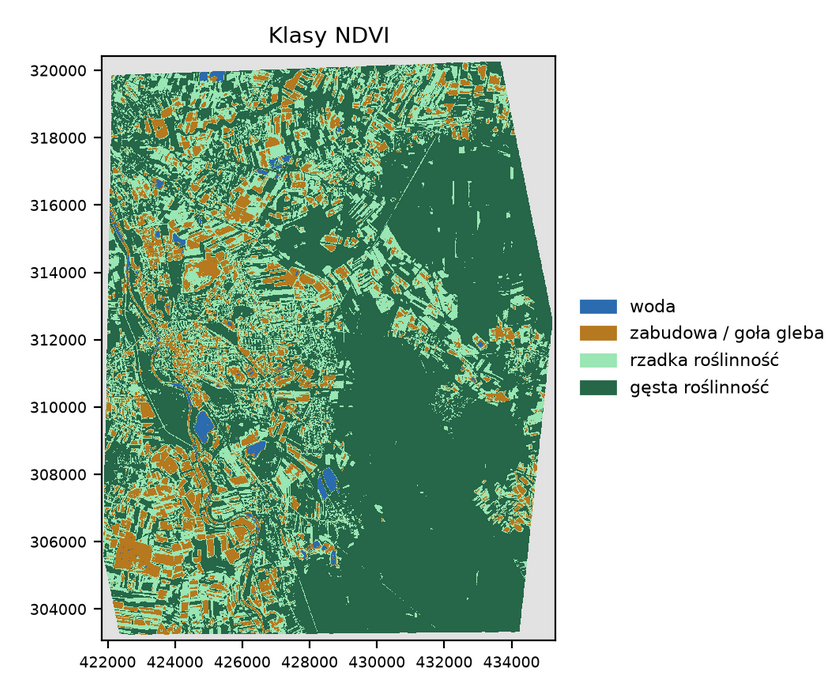 Klasy NDVI
320000
318000
316000
314000
312000
310000
308000
306000
304000
422000 424000 426000 428000 430000 432000 434000
woda
zabudowa / goła gleba
rzadka roślinność
gęsta roślinność